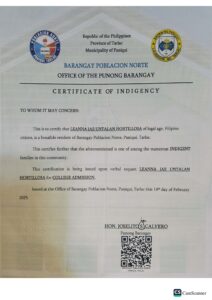 Republic of the Philippines
Province of Tarlac
Municipality of Paniqui
BARANGAY POBLACION NORTE
OFFICE OF THE PUNONG BARANGAY
CERTIFICATE OF INDIGENCY
TO WHOM IT MAY CONCERN:
This is to certify that LEANNA JAE UNTALAN HORTILLOSA of legal age, Filipino
citizen, is a bonafide resident of Barangay Poblacion Norte, Paniqui, Tarlac.
This certifies further that the aforementioned is one of among the numerous INDIGENT
families in this community.
This certification is being issued upon verbal request LEANNA JAE UNTALAN
HORTILLOSA for COLLEGE ADMISSION.
Issued at the Office of Barangay Poblacion Norte, Paniqui, Tarlac this 18th day of February
2025.
HON. JOSELITO GALVERO
Punong Barangay
CamScanner